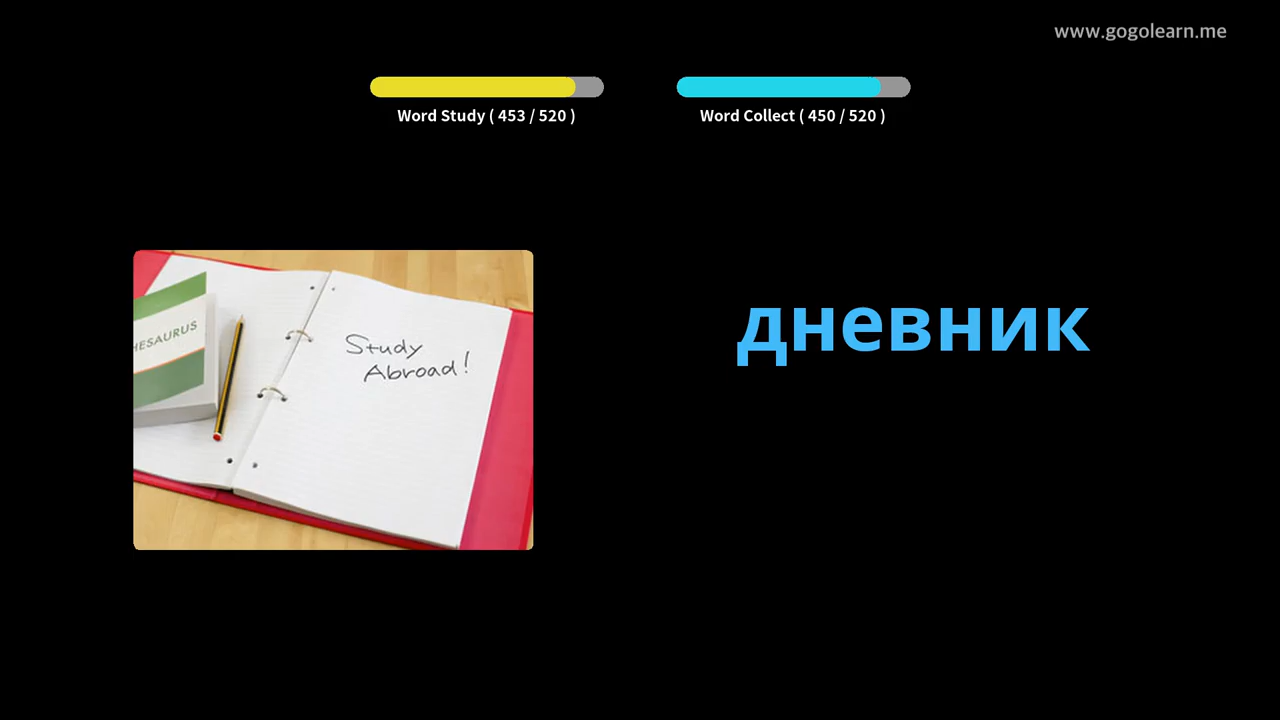 www.gogolearn.me
Word Study ( 453 / 520 )
Word Collect ( 450 / 520 )
дневник
HESAURUS
Study
Abroad!